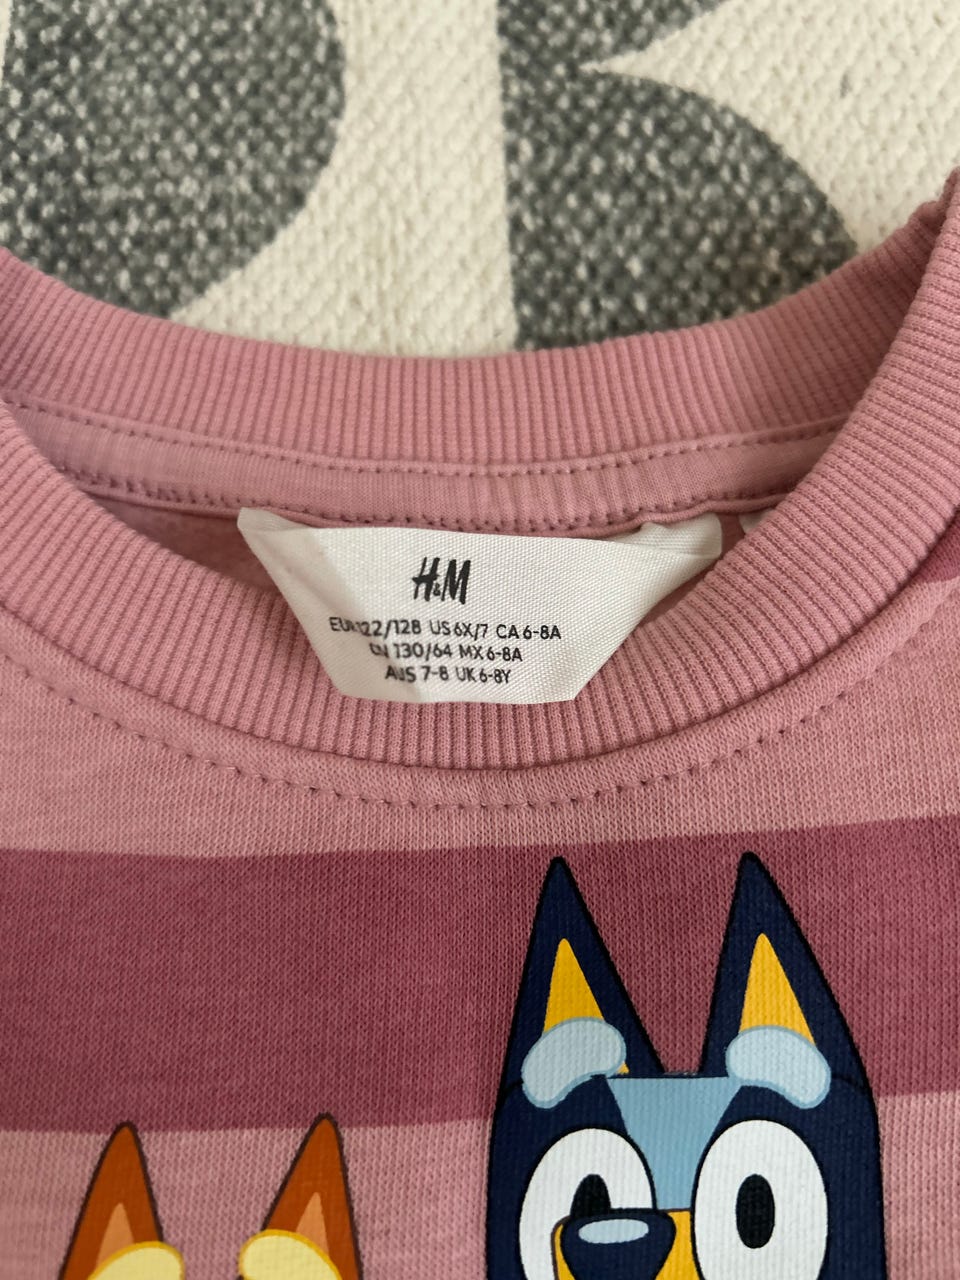 H&M
EUR 122/128 US 6X/7 CA 6-8A
CN 130/64 MX 6-8A
AUS 7-8 UK 6-8Y